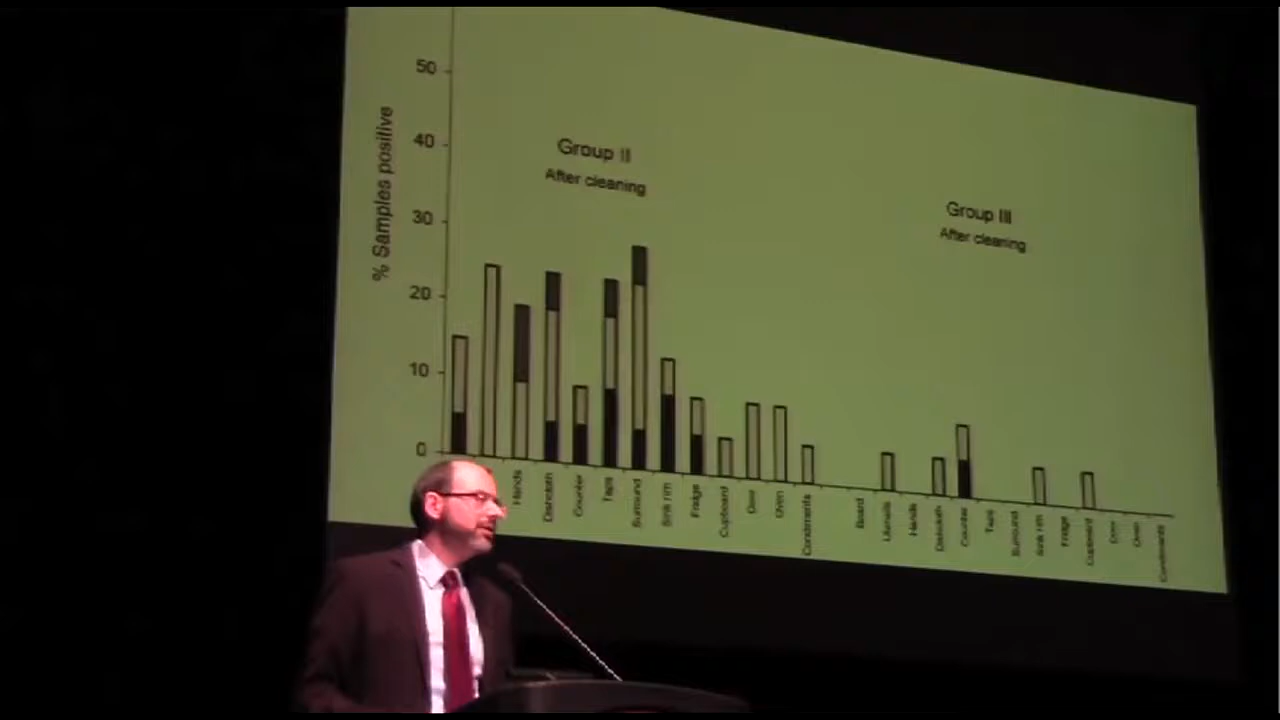 50
40
30
20
10
0
% Samples positive
Group II
After cleaning
Group III
After cleaning
Hands
Dishcloth
Counter
Taps
Surround
Sink rim
Fridge
Cupboard
Door
Oven
Condiments
Board
Utensils
Hands
Dishcloth
Counter
Taps
Surround
Sink rim
Fridge
Cupboard
Door
Oven
Condiments